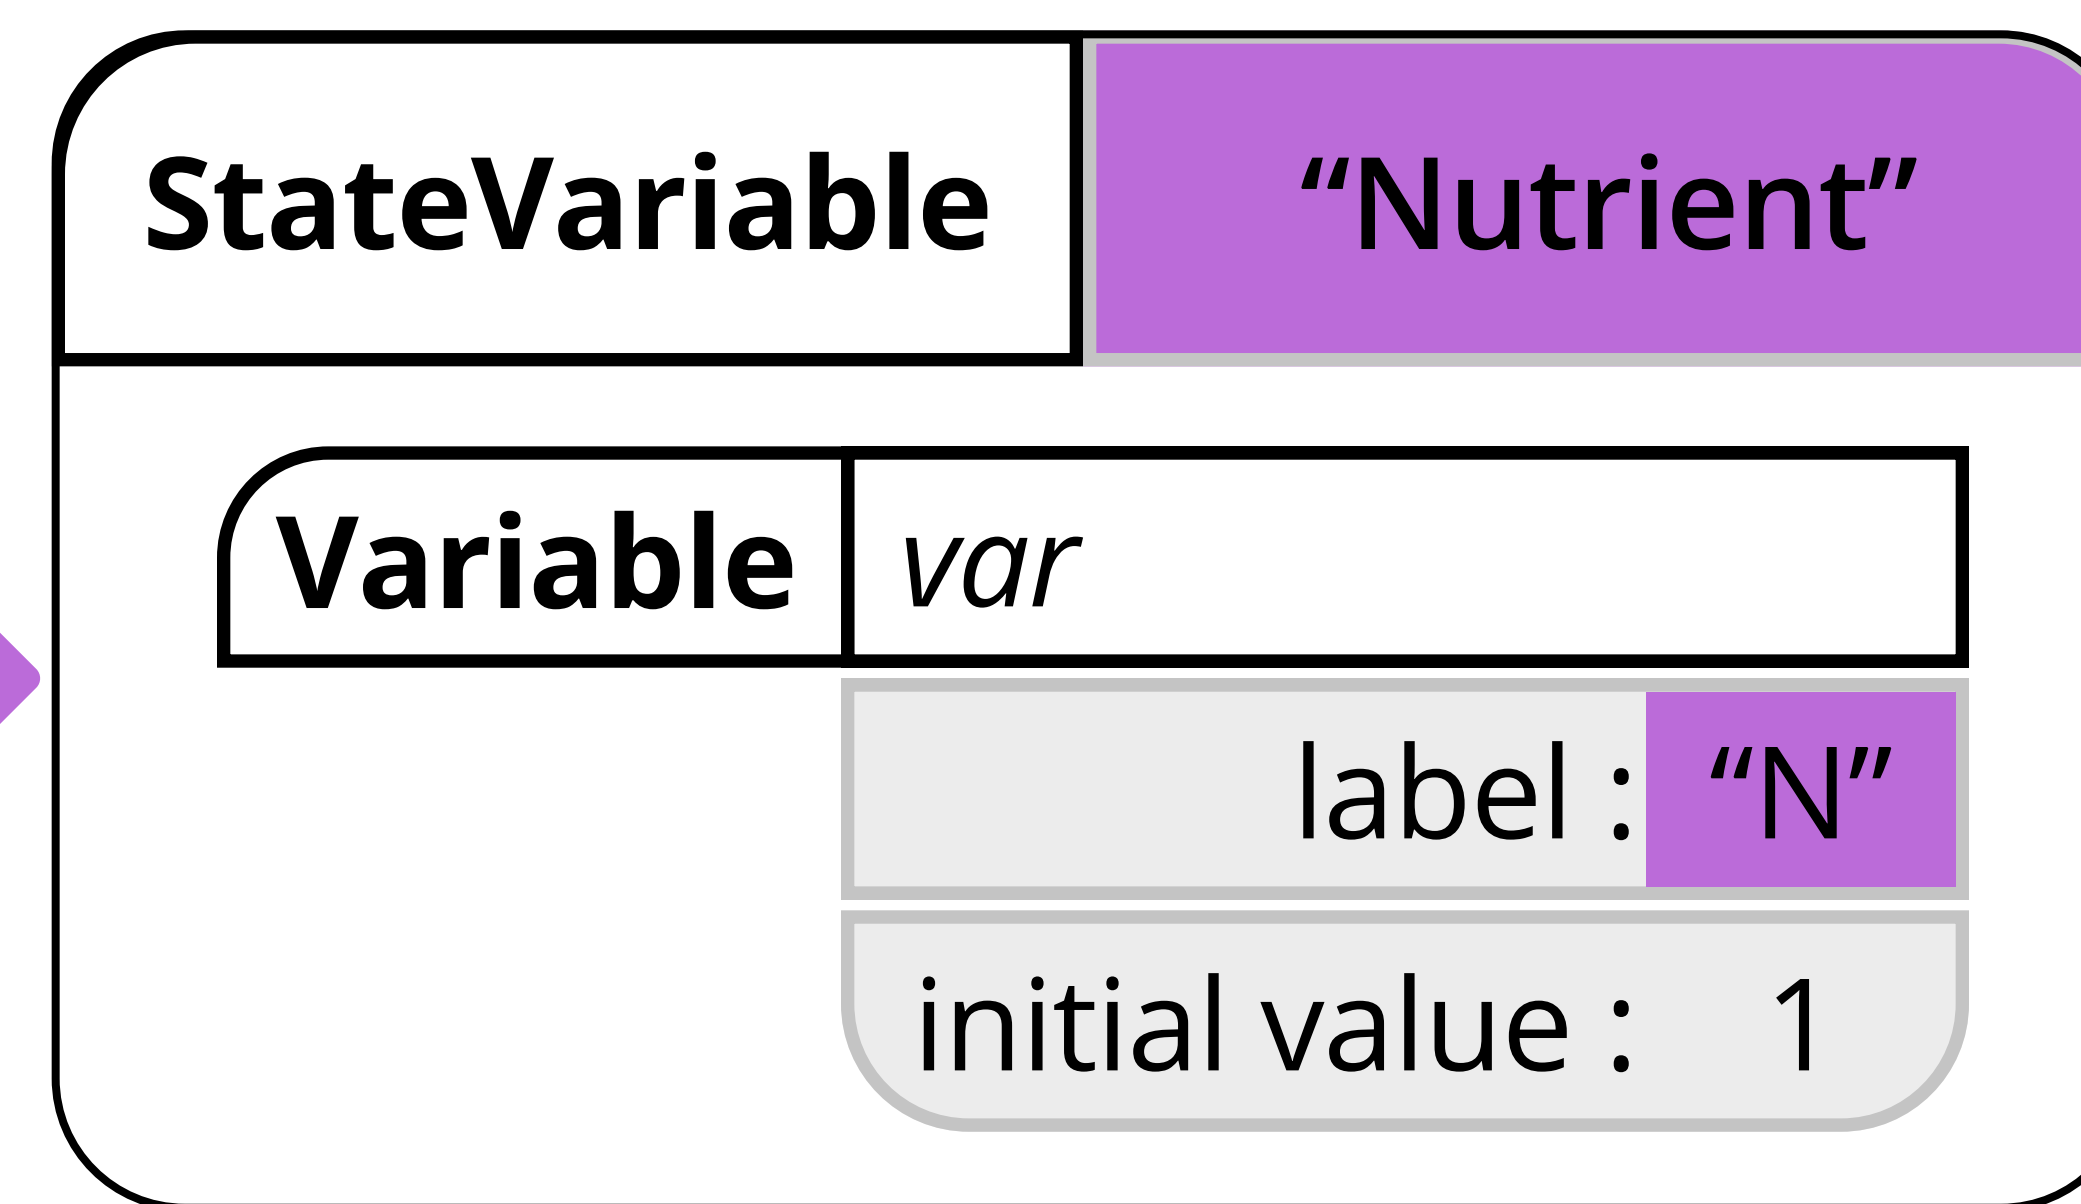 StateVariable “Nutrient”
Variable var
label : “N”
initial value : 1